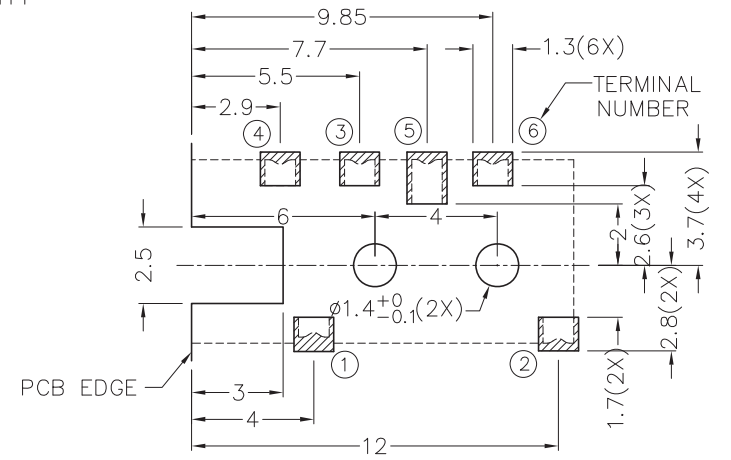 9.85
7.7
1.3(6X)
5.5
TERMINAL
NUMBER
2.9
4
3
5
6
6
4
2
2.6(3X)
3.7(4X)
2.5
ø1.4+0-0.1(2X)
2.8(2X)
1
2
1.7(2X)
PCB EDGE
3
4
12